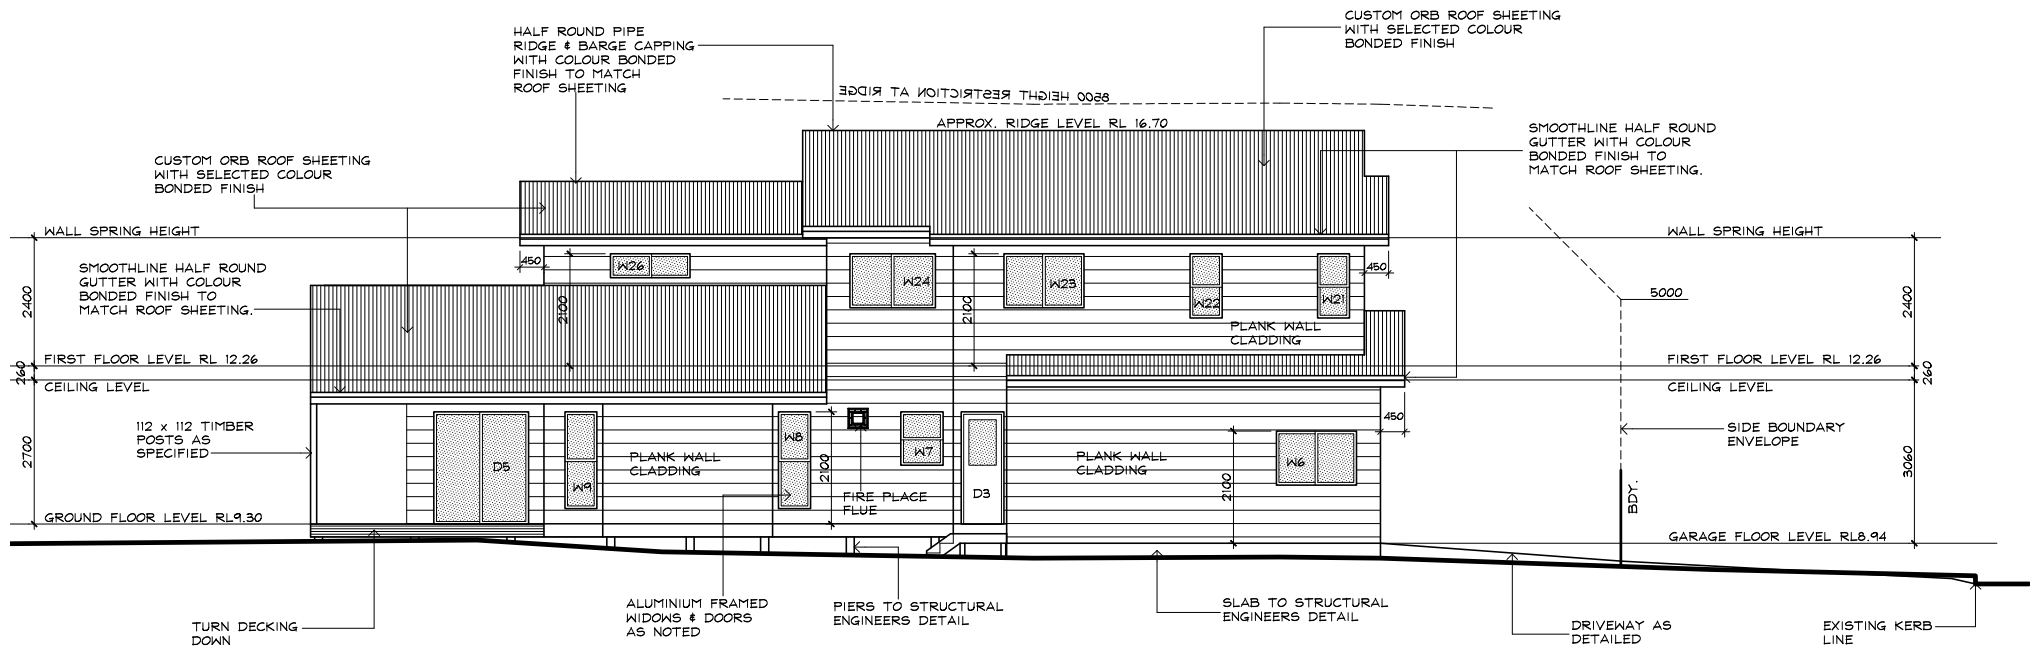 HALF ROUND PIPE
RIDGE & BARGE CAPPING
WITH COLOUR BONDED
FINISH TO MATCH
ROOF SHEETING
CUSTOM ORB ROOF SHEETING
WITH SELECTED COLOUR
BONDED FINISH
8500 HEIGHT RESTRICTION AT RIDGE
APPROX. RIDGE LEVEL RL 16.70
SMOOTHLINE HALF ROUND
GUTTER WITH COLOUR
BONDED FINISH TO
MATCH ROOF SHEETING.
CUSTOM ORB ROOF SHEETING
WITH SELECTED COLOUR
BONDED FINISH
WALL SPRING HEIGHT
WALL SPRING HEIGHT
SMOOTHLINE HALF ROUND
GUTTER WITH COLOUR
BONDED FINISH TO
MATCH ROOF SHEETING.
450
W26
W24
W23
W22
W21
450
5000
2400
2100
2100
2400
PLANK WALL
CLADDING
FIRST FLOOR LEVEL RL 12.26
FIRST FLOOR LEVEL RL 12.26
260
260
CEILING LEVEL
CEILING LEVEL
112 x 112 TIMBER
POSTS AS
SPECIFIED
450
SIDE BOUNDARY
ENVELOPE
2700
D5
W9
PLANK WALL
CLADDING
W8
2100
W7
FIRE PLACE
FLUE
D3
PLANK WALL
CLADDING
W6
2100
3060
BDY.
GROUND FLOOR LEVEL RL9.30
GARAGE FLOOR LEVEL RL8.94
TURN DECKING
DOWN
ALUMINIUM FRAMED
WIDOWS & DOORS
AS NOTED
PIERS TO STRUCTURAL
ENGINEERS DETAIL
SLAB TO STRUCTURAL
ENGINEERS DETAIL
DRIVEWAY AS
DETAILED
EXISTING KERB
LINE